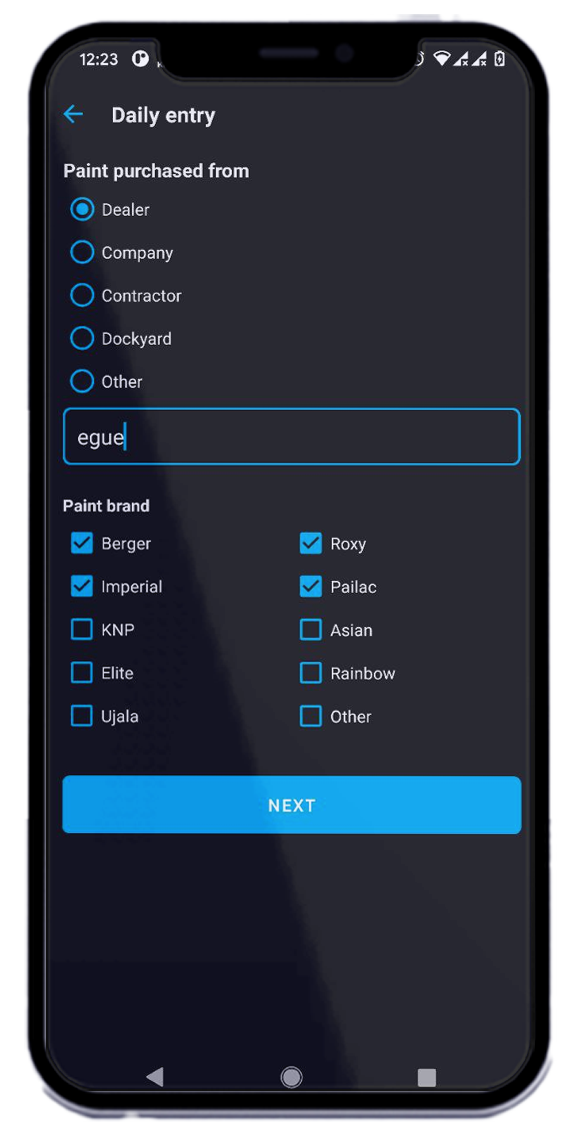 12:23
Daily entry
Paint purchased from
Dealer
Company
Contractor
Dockyard
Other
egue
Paint brand
Berger Roxy
Imperial Pailac
KNP Asian
Elite Rainbow
Ujala Other
NEXT